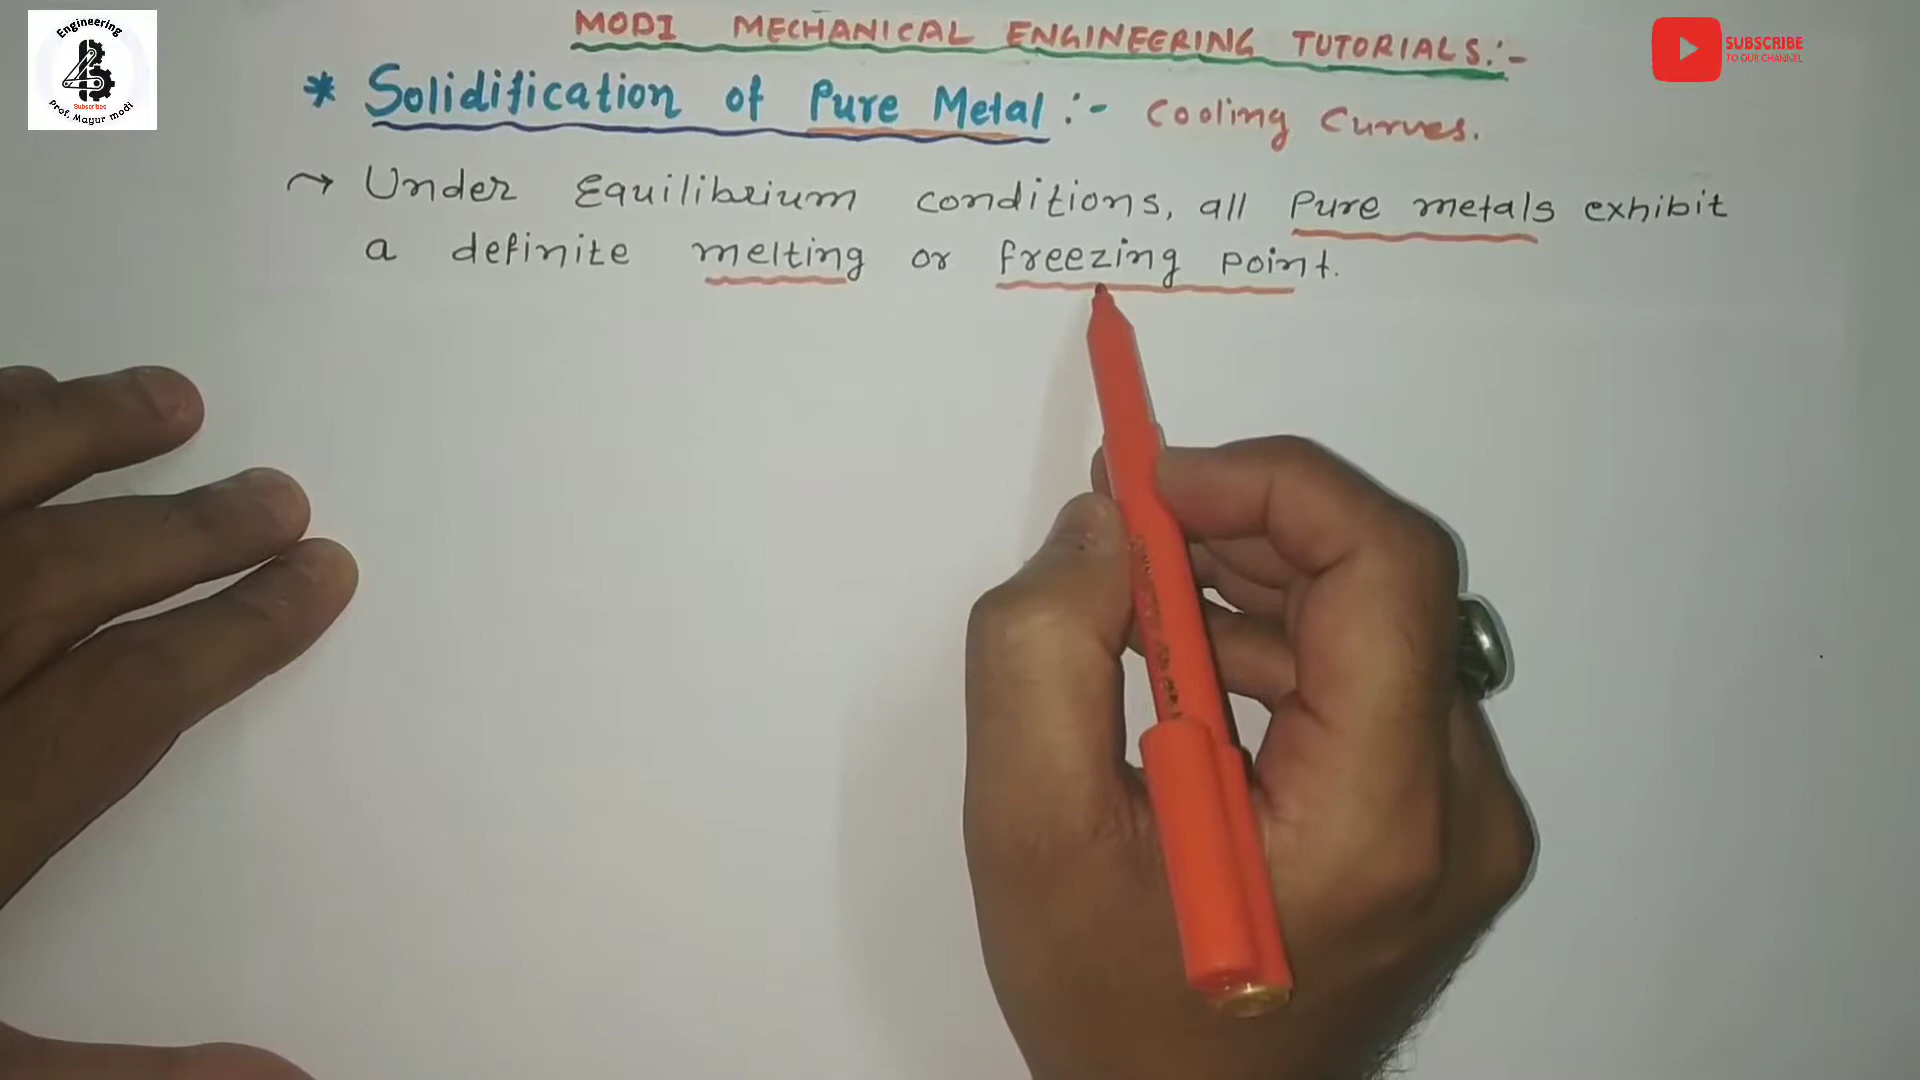 MODI MECHANICAL ENGINEERING TUTORIALS:-
* Solidification of Pure Metal :- Cooling Curves.
→ Under Equilibrium conditions, all Pure metals exhibit
a definite melting or freezing point.
Engineering
Subscribe
Prof. Mayur modi
SUBSCRIBE
TO OUR CHANNEL